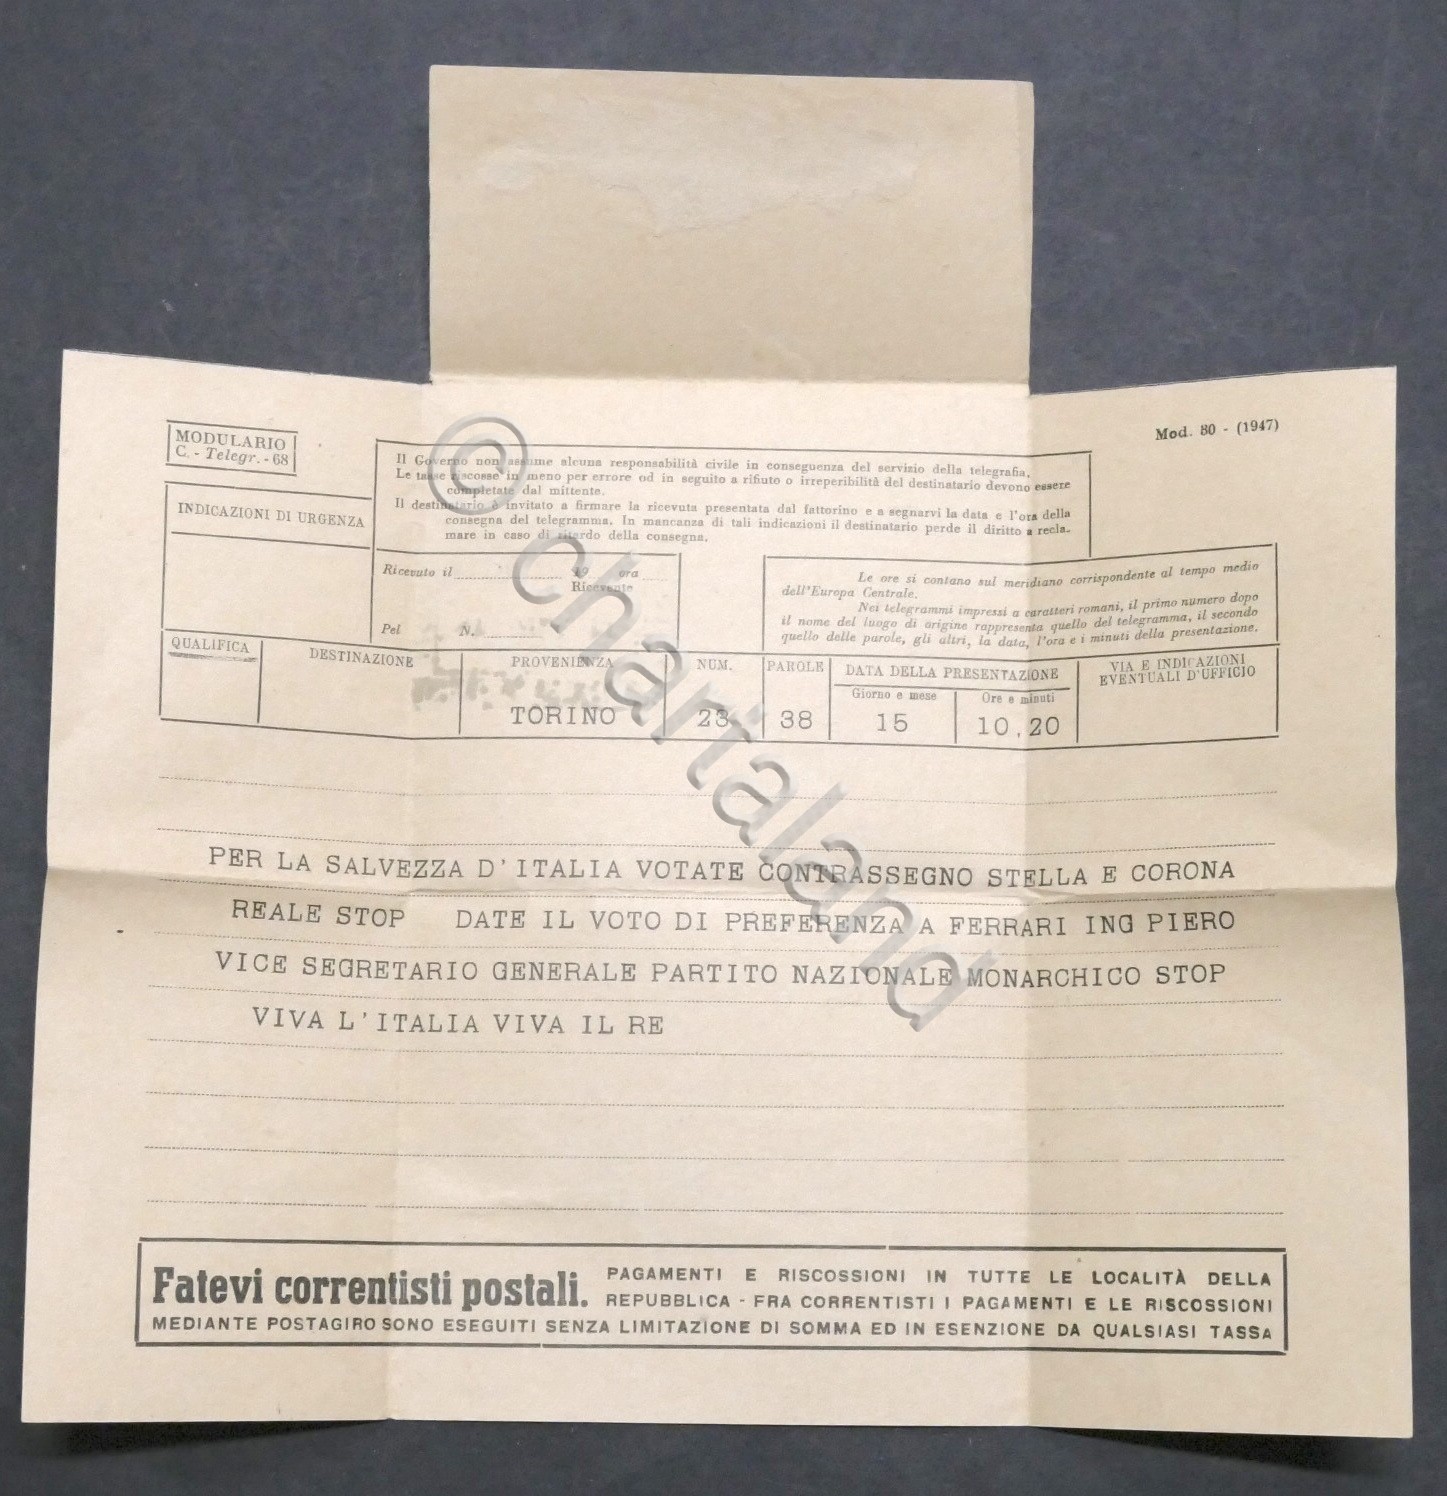 Mod. 80 - (1947)
MODULARIO
C. - Telegr. - 68
Il Governo non assume alcuna responsabilità civile in conseguenza del servizio della telegrafia.
Le tasse riscosse in meno per errore od in seguito a rifiuto o irreperibilità del destinatario devono essere
completate dal mittente.
Il destinatario è invitato a firmare la ricevuta presentata dal fattorino e a segnarvi la data e l'ora della
consegna del telegramma. In mancanza di tali indicazioni il destinatario perde il diritto a recla-
mare in caso di ritardo della consegna.
INDICAZIONI DI URGENZA
Ricevuto il 19 ora
Ricevente
Pel N.
Le ore si contano sul meridiano corrispondente al tempo medio
dell'Europa Centrale.
Nei telegrammi impressi a caratteri romani, il primo numero dopo
il nome del luogo di origine rappresenta quello del telegramma, il secondo
quello delle parole, gli altri, la data, l'ora e i minuti della presentazione.
QUALIFICA DESTINAZIONE PROVENIENZA NUM. PAROLE DATA DELLA PRESENTAZIONE VIA E INDICAZIONI
EVENTUALI D'UFFICIO
Giorno e mese Ore e minuti
TORINO 23 38 15 10.20
PER LA SALVEZZA D'ITALIA VOTATE CONTRASSEGNO STELLA E CORONA
REALE STOP DATE IL VOTO DI PREFERENZA A FERRARI ING PIERO
VICE SEGRETARIO GENERALE PARTITO NAZIONALE MONARCHICO STOP
VIVA L'ITALIA VIVA IL RE
© chartaland
Fatevi correntisti postali. PAGAMENTI E RISCOSSIONI IN TUTTE LE LOCALITÀ DELLA
REPUBBLICA - FRA CORRENTISTI I PAGAMENTI E LE RISCOSSIONI
MEDIANTE POSTAGIRO SONO ESEGUITI SENZA LIMITAZIONE DI SOMMA ED IN ESENZIONE DA QUALSIASI TASSA